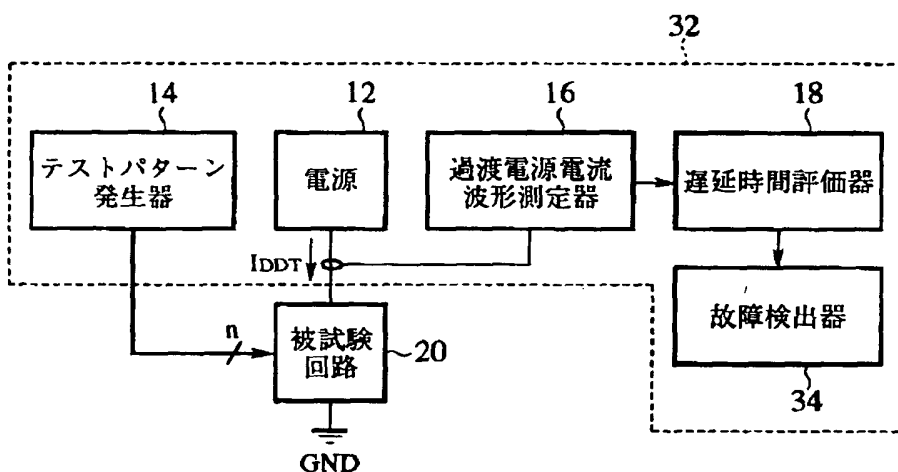 32
14
12
16
18
テストパターン
発生器
電源
過渡電源電流
波形測定器
遅延時間評価器
IDDT
故障検出器
n
被試験
回路
20
34
GND